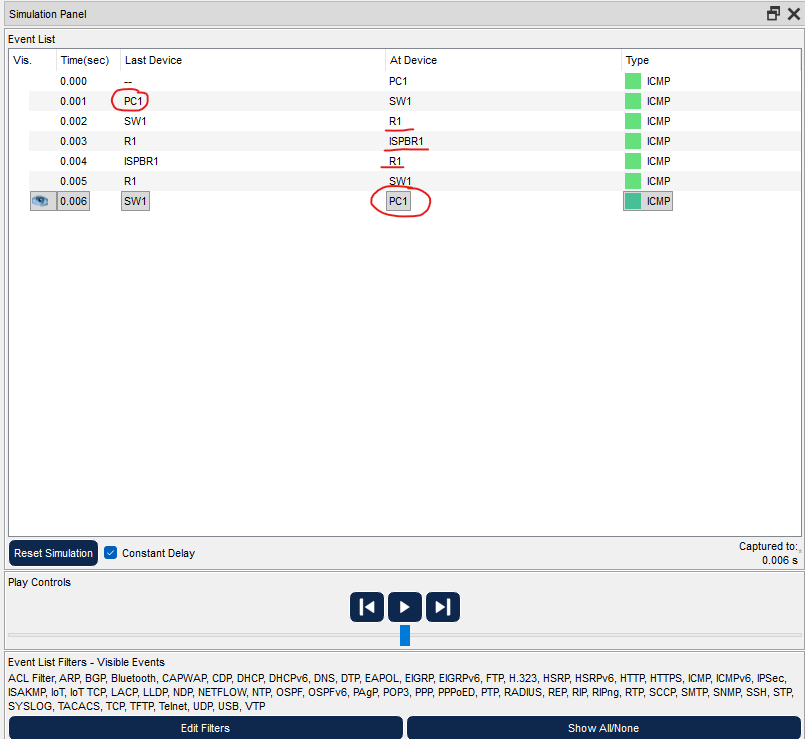 Simulation Panel
Event List
Vis. Time(sec) Last Device At Device Type
0.000 -- PC1 ICMP
0.001 PC1 SW1 ICMP
0.002 SW1 R1 ICMP
0.003 R1 ISPBR1 ICMP
0.004 ISPBR1 R1 ICMP
0.005 R1 SW1 ICMP
0.006 SW1 PC1 ICMP
Reset Simulation Constant Delay Captured to:
0.006 s
Play Controls
Event List Filters - Visible Events
ACL Filter, ARP, BGP, Bluetooth, CAPWAP, CDP, DHCP, DHCPv6, DNS, DTP, EAPOL, EIGRP, EIGRPv6, FTP, H.323, HSRP, HSRPv6, HTTP, HTTPS, ICMP, ICMPv6, IPSec,
ISAKMP, IoT, IoT TCP, LACP, LLDP, NDP, NETFLOW, NTP, OSPF, OSPFv6, PAgP, POP3, PPP, PPPoED, PTP, RADIUS, REP, RIP, RIPng, RTP, SCCP, SMTP, SNMP, SSH, STP,
SYSLOG, TACACS, TCP, TFTP, Telnet, UDP, USB, VTP
Edit Filters Show All/None